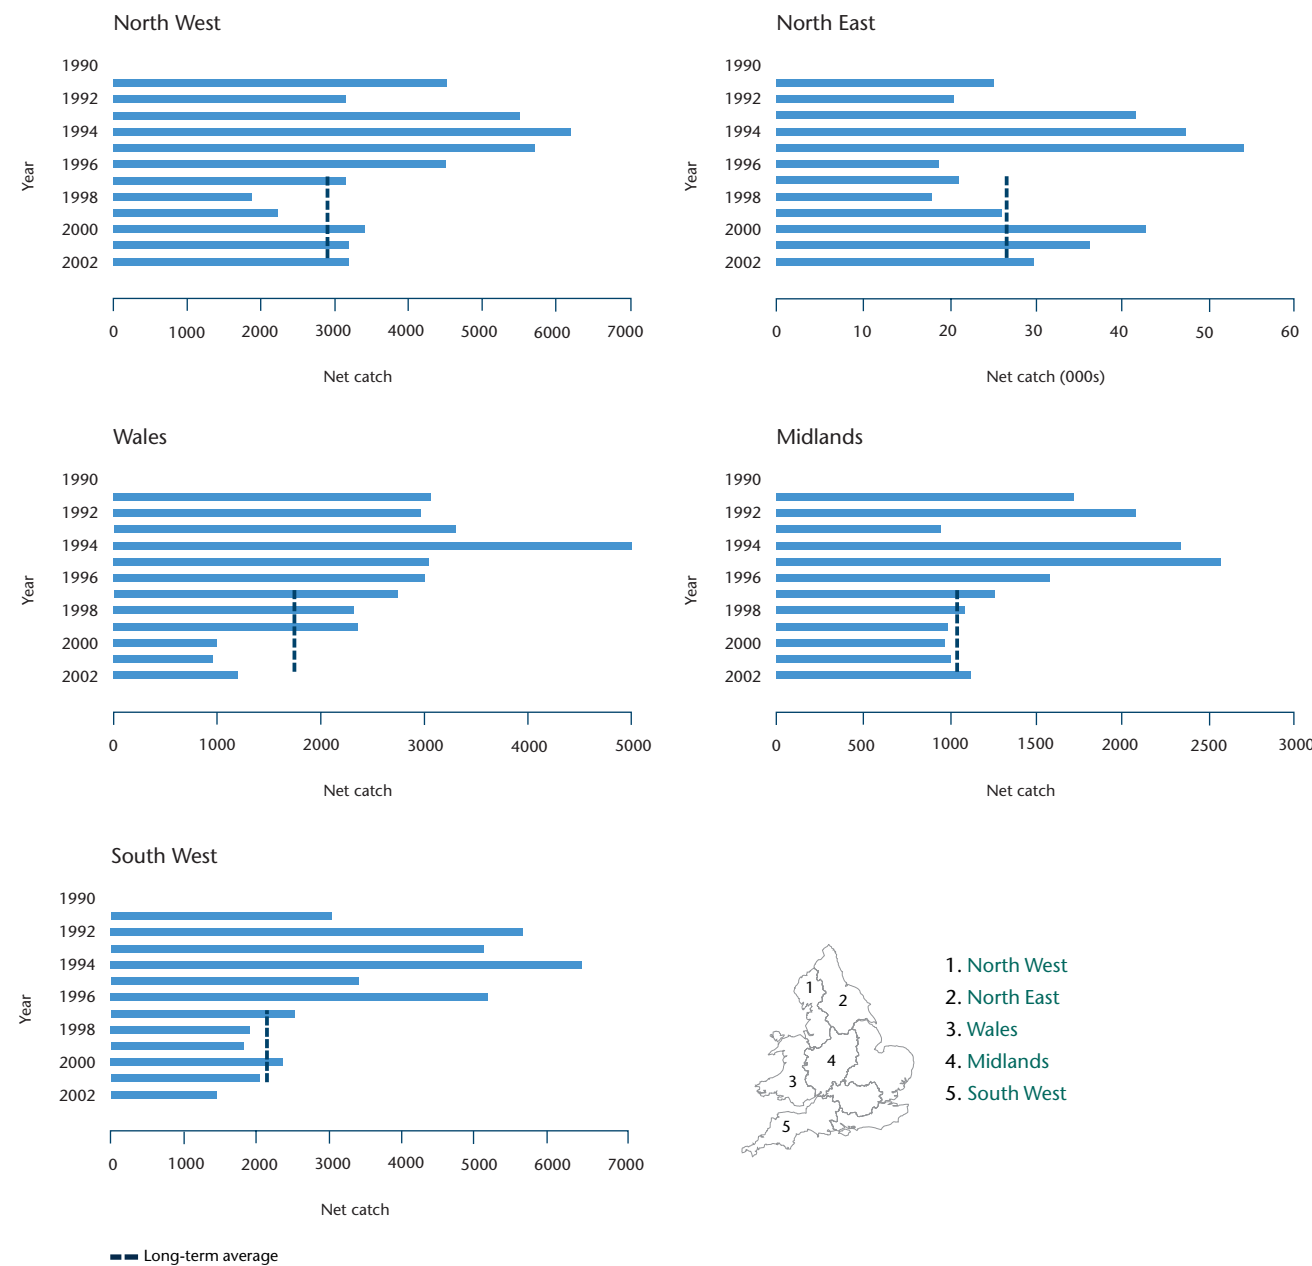 North West
1990
1992
1994
1996
1998
2000
2002
Year
0 1000 2000 3000 4000 5000 6000 7000
Net catch
North East
1990
1992
1994
1996
1998
2000
2002
Year
0 10 20 30 40 50 60
Net catch (000s)
Wales
1990
1992
1994
1996
1998
2000
2002
Year
0 1000 2000 3000 4000 5000
Net catch
Midlands
1990
1992
1994
1996
1998
2000
2002
Year
0 500 1000 1500 2000 2500 3000
Net catch
South West
1990
1992
1994
1996
1998
2000
2002
Year
0 1000 2000 3000 4000 5000 6000 7000
Net catch
Long-term average
1
2
3
4
5
1. North West
2. North East
3. Wales
4. Midlands
5. South West